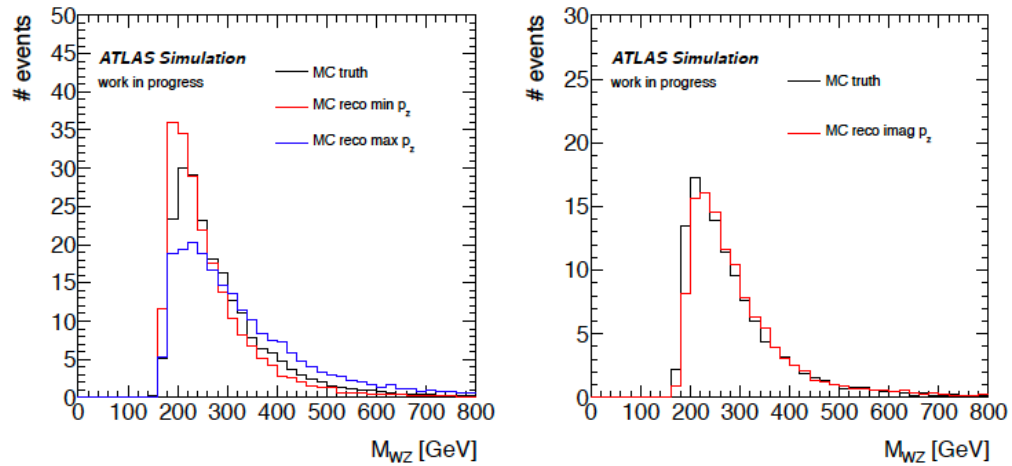 # events
50
45
40
35
30
25
20
15
10
5
0
ATLAS Simulation
work in progress
MC truth
MC reco min p_z
MC reco max p_z
0 100 200 300 400 500 600 700 800
M_WZ [GeV]
# events
30
25
20
15
10
5
0
ATLAS Simulation
work in progress
MC truth
MC reco imag p_z
0 100 200 300 400 500 600 700 800
M_WZ [GeV]